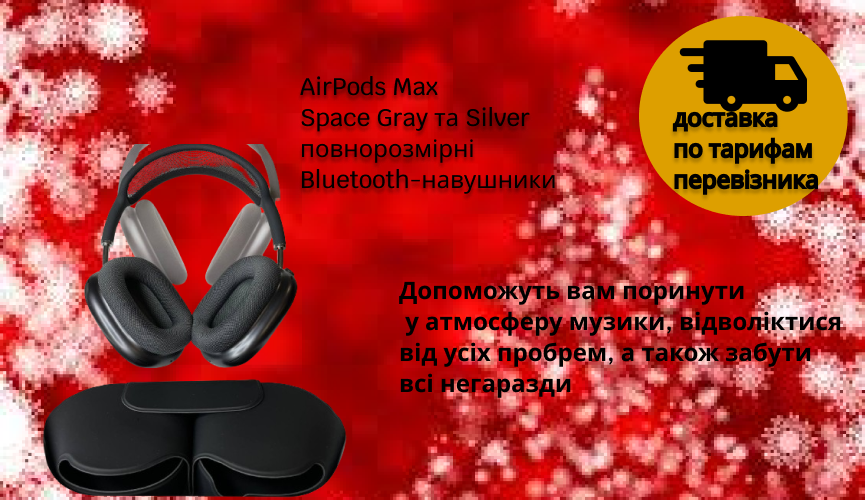 AirPods Max
Space Gray та Silver
повнорозмірні
Bluetooth-навушники
доставка
по тарифам
перевізника
Допоможуть вам поринути
у атмосферу музики, відволіктися
від усіх пробрем, а також забути
всі негаразди